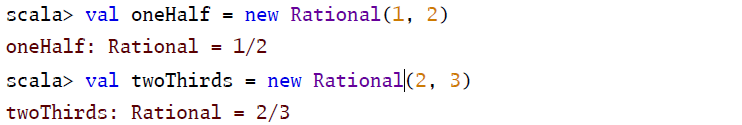 scala> val oneHalf = new Rational(1, 2)
oneHalf: Rational = 1/2
scala> val twoThirds = new Rational(2, 3)
twoThirds: Rational = 2/3